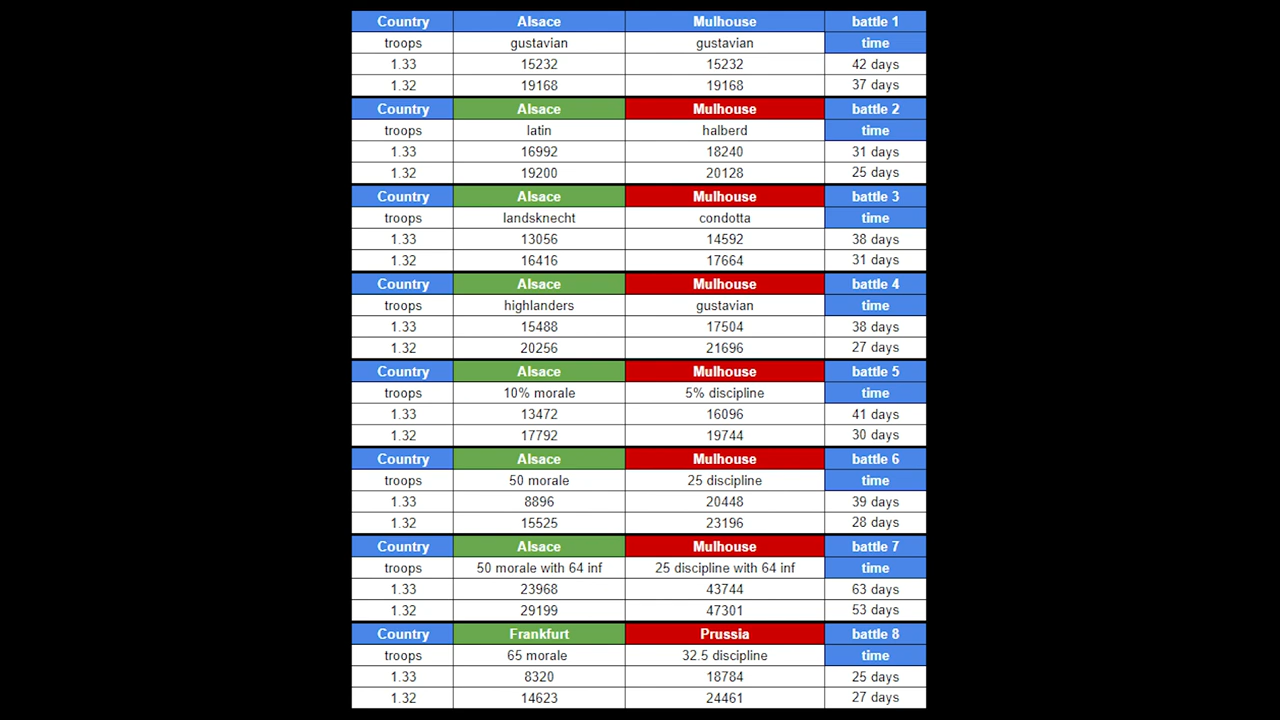 Country Alsace Mulhouse battle 1
troops gustavian gustavian time
1.33 15232 15232 42 days
1.32 19168 19168 37 days
Country Alsace Mulhouse battle 2
troops latin halberd time
1.33 16992 18240 31 days
1.32 19200 20128 25 days
Country Alsace Mulhouse battle 3
troops landsknecht condotta time
1.33 13056 14592 38 days
1.32 16416 17664 31 days
Country Alsace Mulhouse battle 4
troops highlanders gustavian time
1.33 15488 17504 38 days
1.32 20256 21696 27 days
Country Alsace Mulhouse battle 5
troops 10% morale 5% discipline time
1.33 13472 16096 41 days
1.32 17792 19744 30 days
Country Alsace Mulhouse battle 6
troops 50 morale 25 discipline time
1.33 8896 20448 39 days
1.32 15525 23196 28 days
Country Alsace Mulhouse battle 7
troops 50 morale with 64 inf 25 discipline with 64 inf time
1.33 23968 43744 63 days
1.32 29199 47301 53 days
Country Frankfurt Prussia battle 8
troops 65 morale 32.5 discipline time
1.33 8320 18784 25 days
1.32 14623 24461 27 days